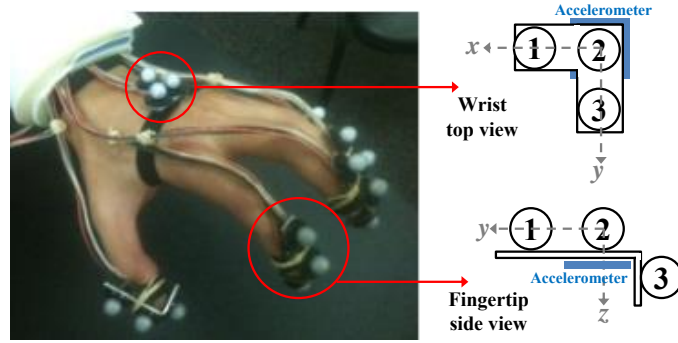 Accelerometer
x
1
2
3
Wrist
top view
y
y
1
2
3
Accelerometer
Fingertip
side view
z